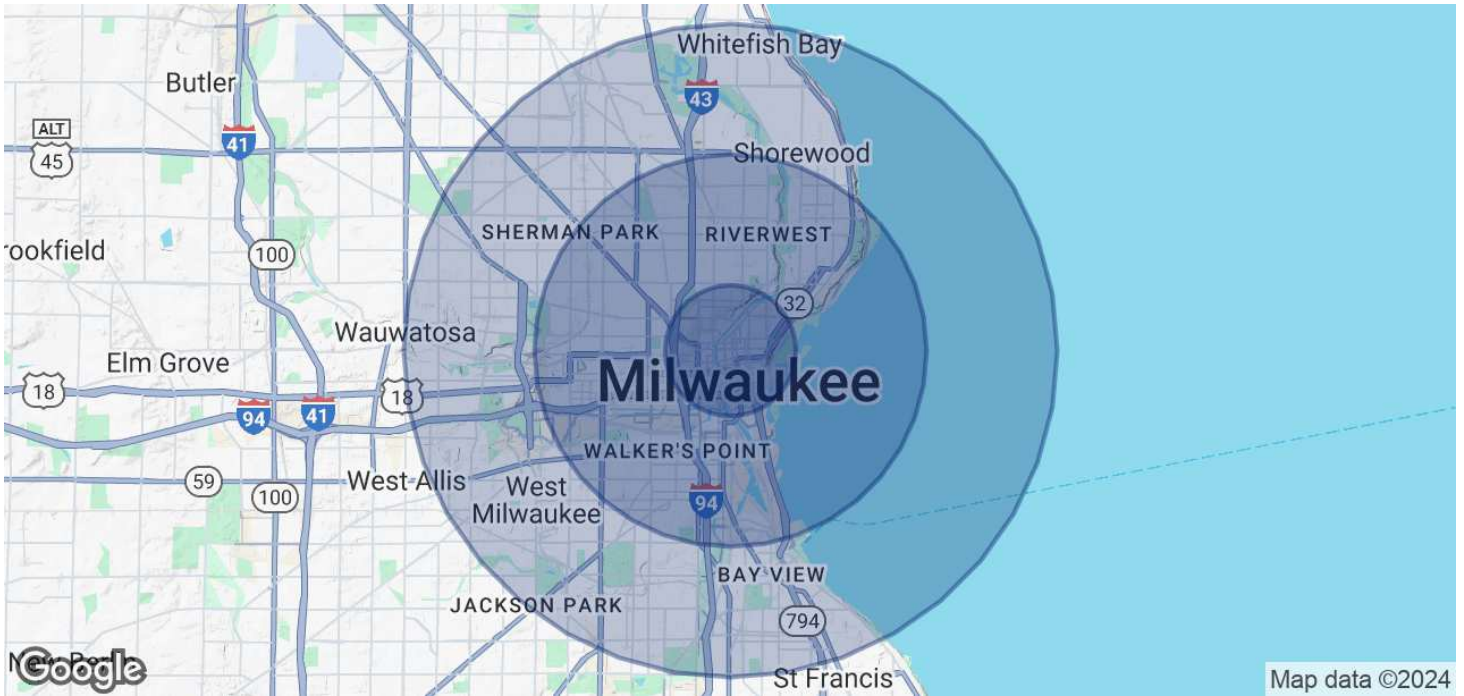 Whitefish Bay
Butler
43
ALT
41
45
Shorewood
SHERMAN PARK
RIVERWEST
rookfield
100
32
Wauwatosa
Elm Grove
Milwaukee
18
18
94
41
WALKER'S POINT
West Allis
59
100
West
Milwaukee
94
BAY VIEW
JACKSON PARK
794
New Berlin
Google
St Francis
Map data ©2024